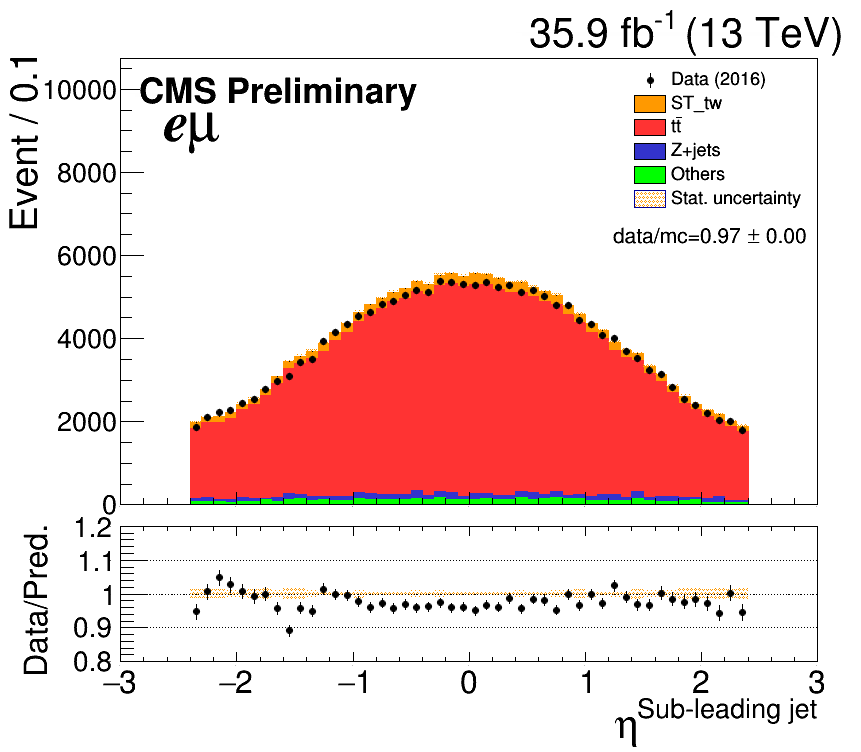 35.9 fb⁻¹ (13 TeV)
Event / 0.1
10000
8000
6000
4000
2000
0
CMS Preliminary
eμ
Data (2016)
ST_tw
tt̄
Z+jets
Others
Stat. uncertainty
data/mc=0.97 ± 0.00
Data/Pred.
1.2
1.1
1
0.9
0.8
−3 −2 −1 0 1 2 3
η^Sub-leading jet